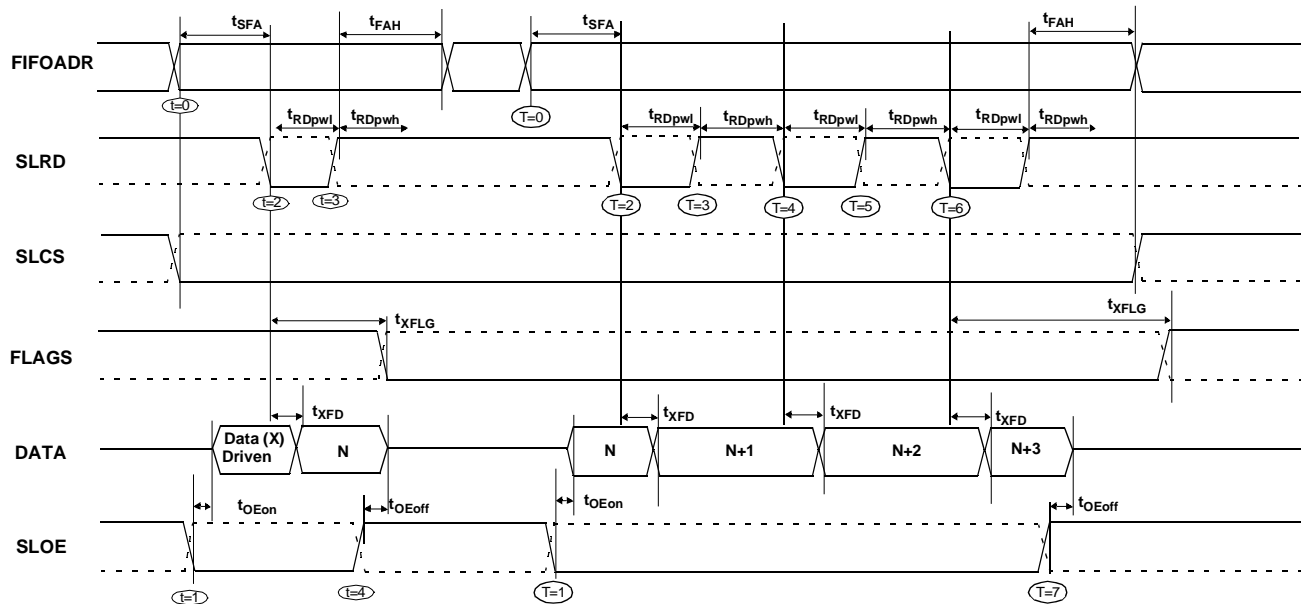 tSFA tFAH tSFA tFAH
FIFOADR
t=0 T=0
tRDpwl tRDpwh tRDpwl tRDpwh tRDpwl tRDpwh tRDpwl tRDpwh
SLRD
t=2 t=3 T=2 T=3 T=4 T=5 T=6
SLCS
tXFLG tXFLG
FLAGS
tXFD tXFD tXFD tXFD
DATA
Data (X)
Driven
N N N+1 N+2 N+3
tOEon tOEoff tOEon tOEoff
SLOE
t=1 t=4 T=1 T=7